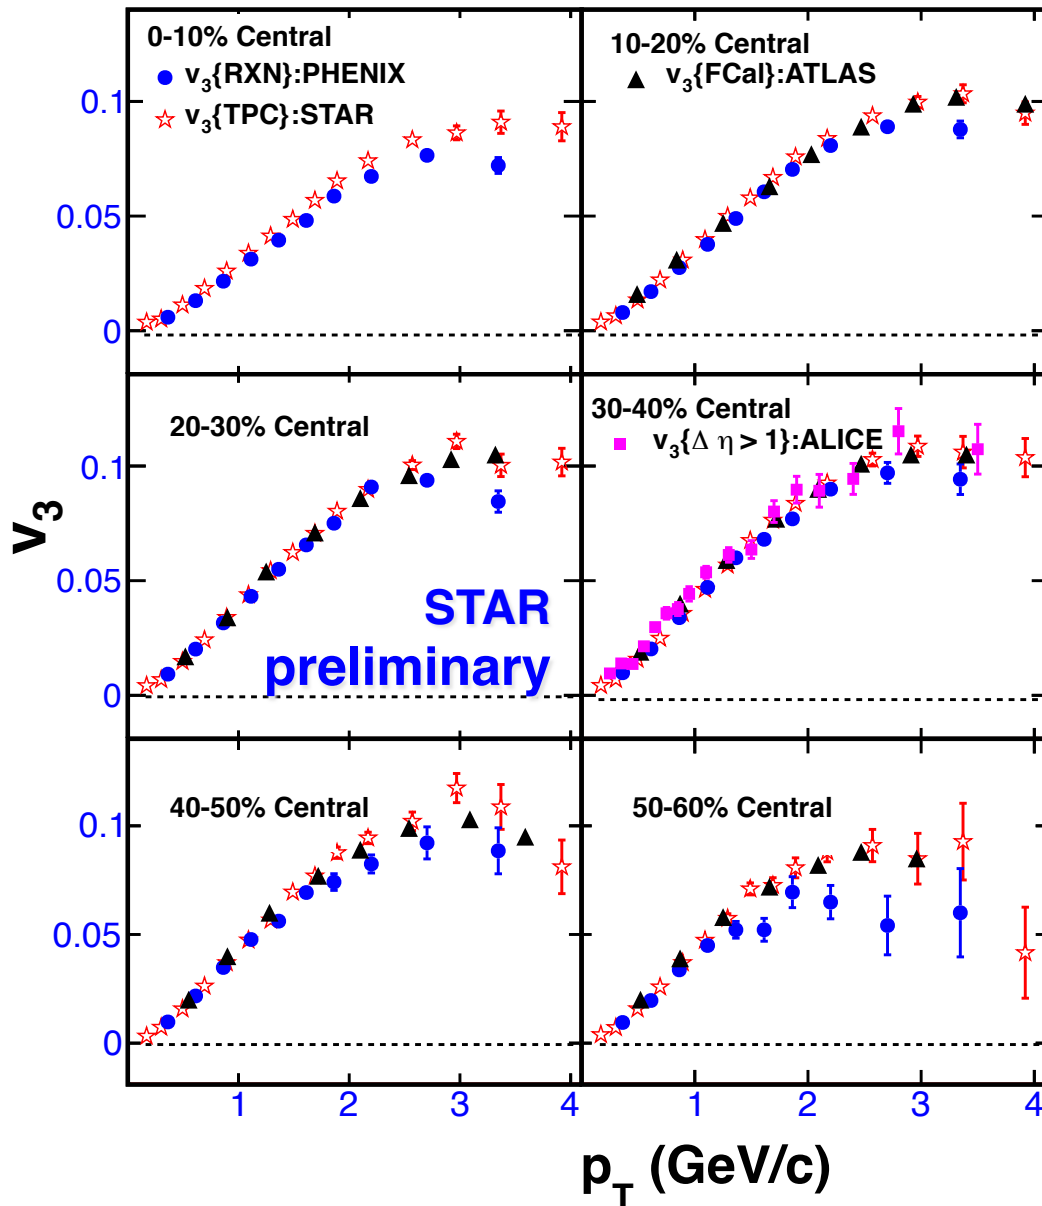 0-10% Central
v3{RXN}:PHENIX
v3{TPC}:STAR
10-20% Central
v3{FCal}:ATLAS
0.1
0.05
0
20-30% Central
STAR
preliminary
30-40% Central
v3{Δ η > 1}:ALICE
0.1
0.05
0
v3
40-50% Central
50-60% Central
0.1
0.05
0
1 2 3 4
1 2 3 4
pT (GeV/c)